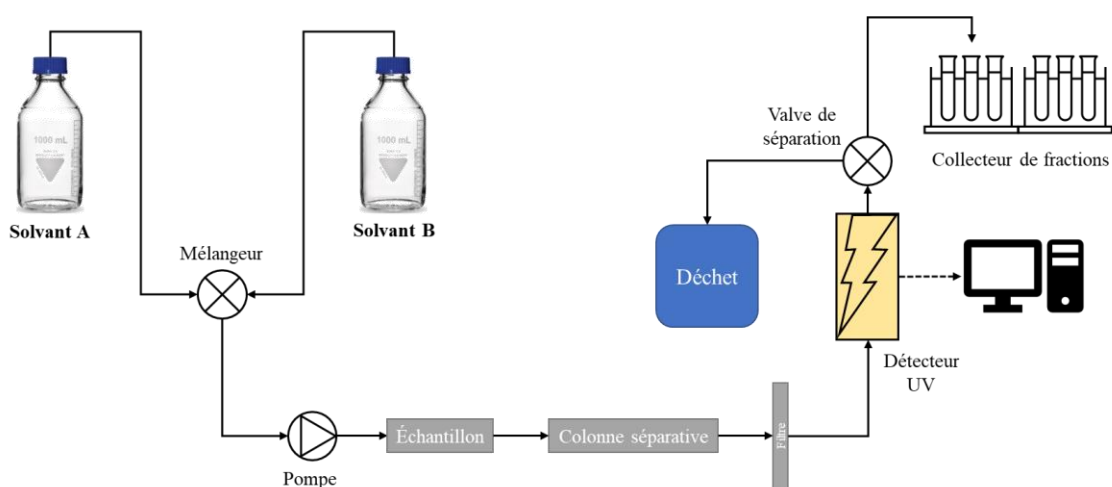 1000 mL
Solvant A
1000 mL
Solvant B
Mélangeur
Pompe
Échantillon
Colonne séparative
Filtre
Détecteur
UV
Déchet
Valve de
séparation
Collecteur de fractions